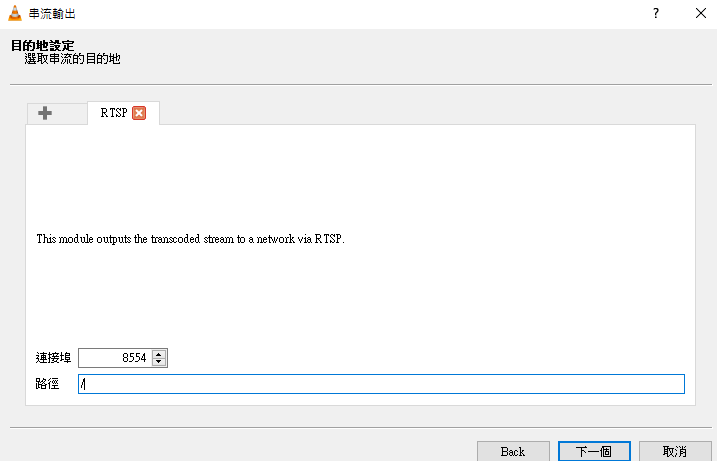 串流輸出
?
目的地設定
選取串流的目的地
RTSP
This module outputs the transcoded stream to a network via RTSP.
連接埠 8554
路徑 /
Back 下一個 取消